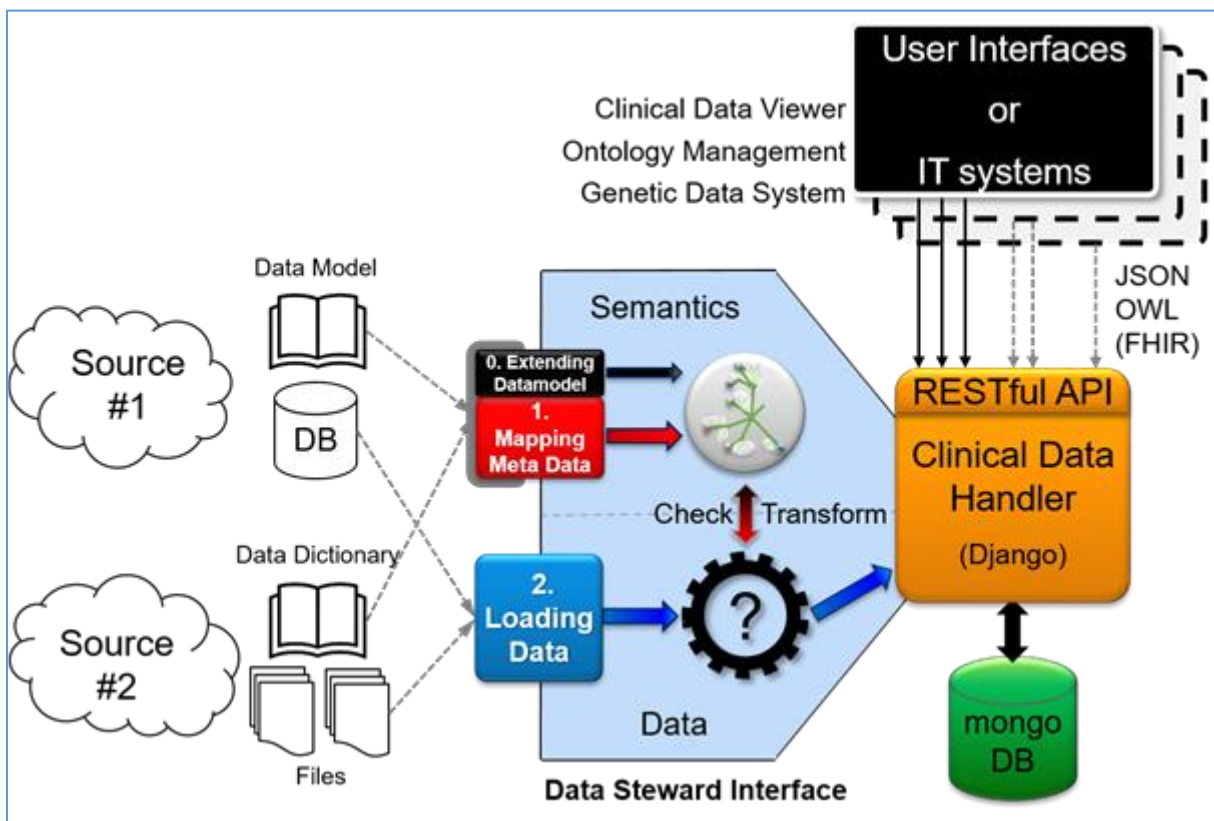 User Interfaces
or
IT systems
Clinical Data Viewer
Ontology Management
Genetic Data System
JSON
OWL
(FHIR)
Data Model
Source
#1
DB
Semantics
0. Extending
Datamodel
1.
Mapping
Meta Data
RESTful API
Clinical Data
Handler
(Django)
Check
Transform
Data Dictionary
Source
#2
Files
2.
Loading
Data
?
Data
Data Steward Interface
mongo
DB